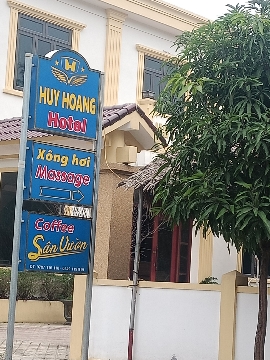 H
HUY HOANG
Hotel
Xông hơi
Massage
Coffee
Sân Vườn